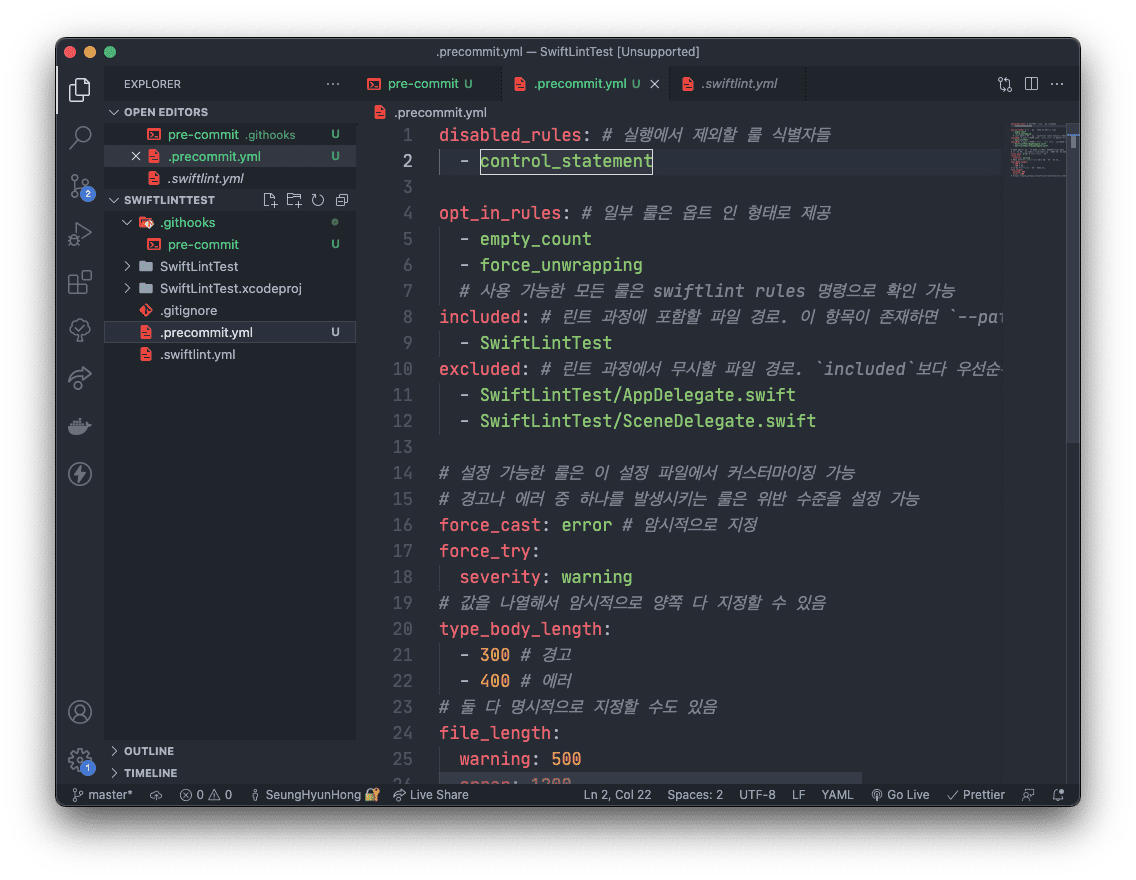 .precommit.yml — SwiftLintTest [Unsupported]
EXPLORER
pre-commit U
.precommit.yml U
.swiftlint.yml
OPEN EDITORS
pre-commit .githooks U
.precommit.yml U
.swiftlint.yml
SWIFTLINTTEST
.githooks
pre-commit U
SwiftLintTest
SwiftLintTest.xcodeproj
.gitignore
.precommit.yml U
.swiftlint.yml
OUTLINE
TIMELINE
2
1
.precommit.yml
1 disabled_rules: # 실행에서 제외할 룰 식별자들
2   - control_statement
3
4 opt_in_rules: # 일부 룰은 옵트 인 형태로 제공
5   - empty_count
6   - force_unwrapping
7   # 사용 가능한 모든 룰은 swiftlint rules 명령으로 확인 가능
8 included: # 린트 과정에 포함할 파일 경로. 이 항목이 존재하면 `--pat
9   - SwiftLintTest
10 excluded: # 린트 과정에서 무시할 파일 경로. `included`보다 우선순
11   - SwiftLintTest/AppDelegate.swift
12   - SwiftLintTest/SceneDelegate.swift
13
14 # 설정 가능한 룰은 이 설정 파일에서 커스터마이징 가능
15 # 경고나 에러 중 하나를 발생시키는 룰은 위반 수준을 설정 가능
16 force_cast: error # 암시적으로 지정
17 force_try:
18   severity: warning
19 # 값을 나열해서 암시적으로 양쪽 다 지정할 수 있음
20 type_body_length:
21   - 300 # 경고
22   - 400 # 에러
23 # 둘 다 명시적으로 지정할 수도 있음
24 file_length:
25   warning: 500
26   error: 1200
master* 0 0 SeungHyunHong Live Share Ln 2, Col 22 Spaces: 2 UTF-8 LF YAML Go Live Prettier